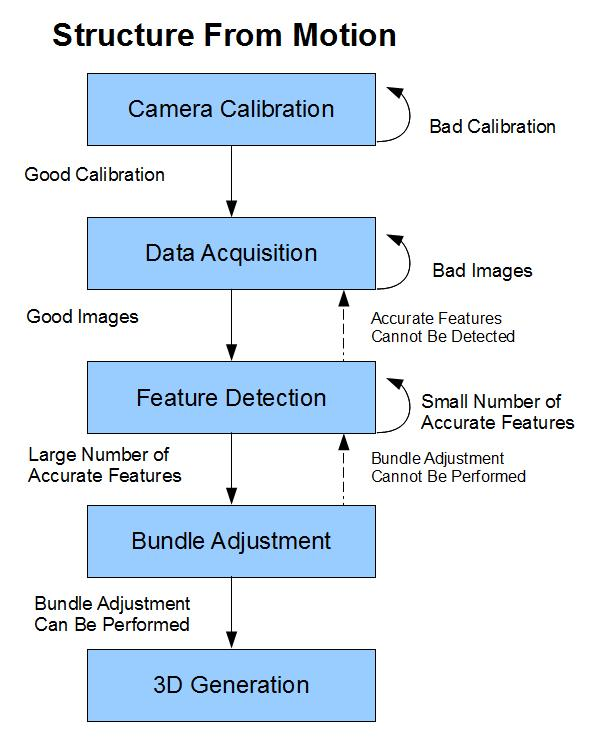 Structure From Motion
Camera Calibration
Bad Calibration
Good Calibration
Data Acquisition
Bad Images
Good Images
Accurate Features
Cannot Be Detected
Feature Detection
Small Number of
Accurate Features
Large Number of
Accurate Features
Bundle Adjustment
Cannot Be Performed
Bundle Adjustment
Bundle Adjustment
Can Be Performed
3D Generation